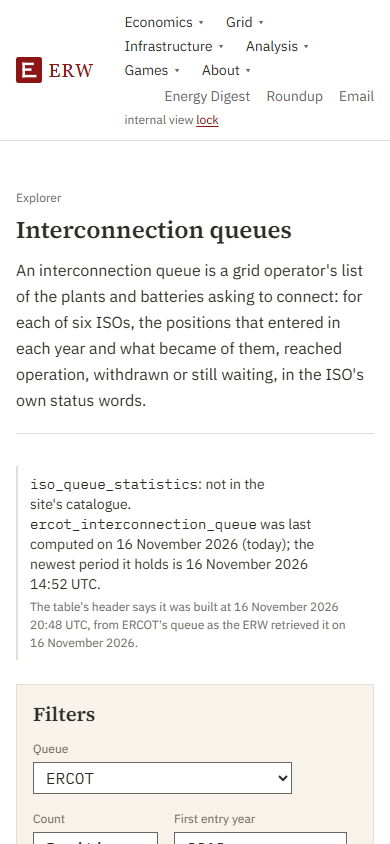 Economics Grid
Infrastructure Analysis
Games About
E ERW
Energy Digest Roundup Email
internal view lock
Explorer
Interconnection queues
An interconnection queue is a grid operator's list
of the plants and batteries asking to connect: for
each of six ISOs, the positions that entered in
each year and what became of them, reached
operation, withdrawn or still waiting, in the ISO's
own status words.
iso_queue_statistics: not in the
site's catalogue.
ercot_interconnection_queue was last
computed on 16 November 2026 (today); the
newest period it holds is 16 November 2026
14:52 UTC.
The table's header says it was built at 16 November 2026
20:48 UTC, from ERCOT's queue as the ERW retrieved it on
16 November 2026.
Filters
Queue
ERCOT
Count First entry year